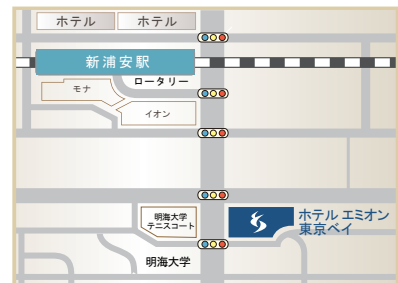 ホテル
ホテル
新浦安駅
ロータリー
モナ
イオン
明海大学
テニスコート
ホテル エミオン
東京ベイ
明海大学